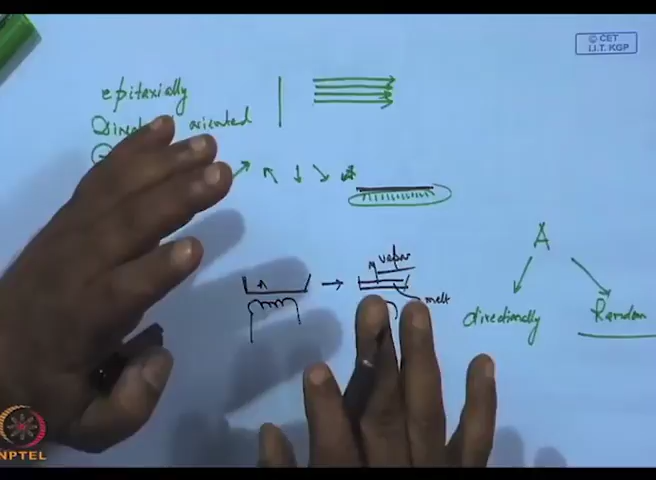 © CET
I.I.T. KGP
epitaxially
oriented
A
vapor
M
melt
A
directionally
Random
NPTEL